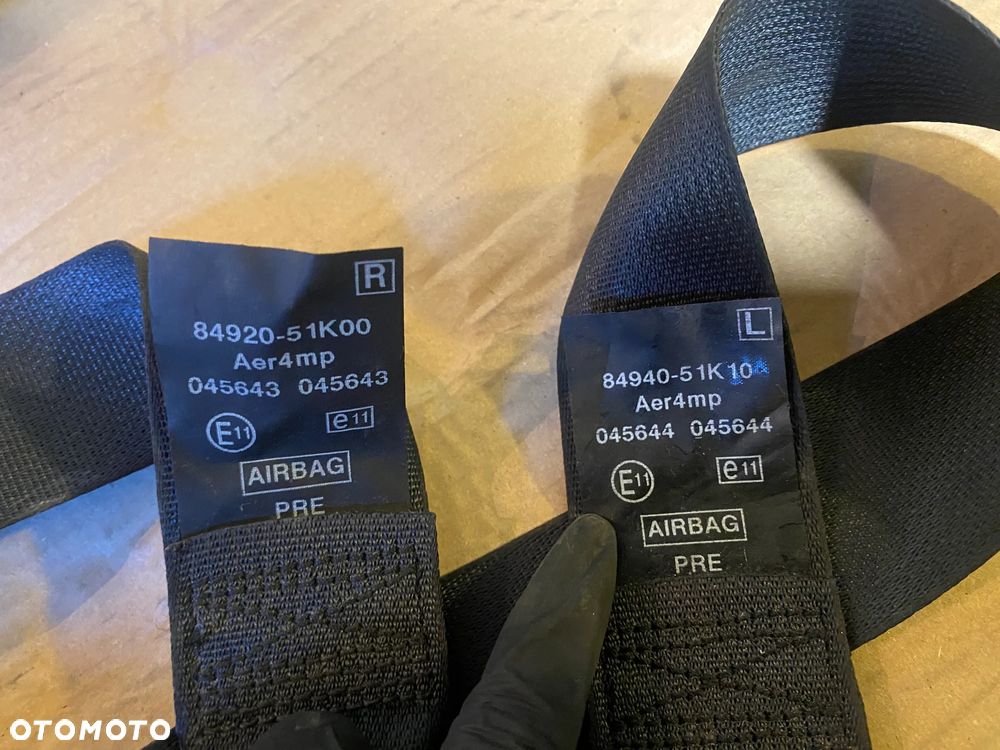 R
84920-51K00
Aer4mp
045643 045643
E11 e11
AIRBAG
PRE
L
84940-51K10
Aer4mp
045644 045644
E11 e11
AIRBAG
PRE
OTOMOTO